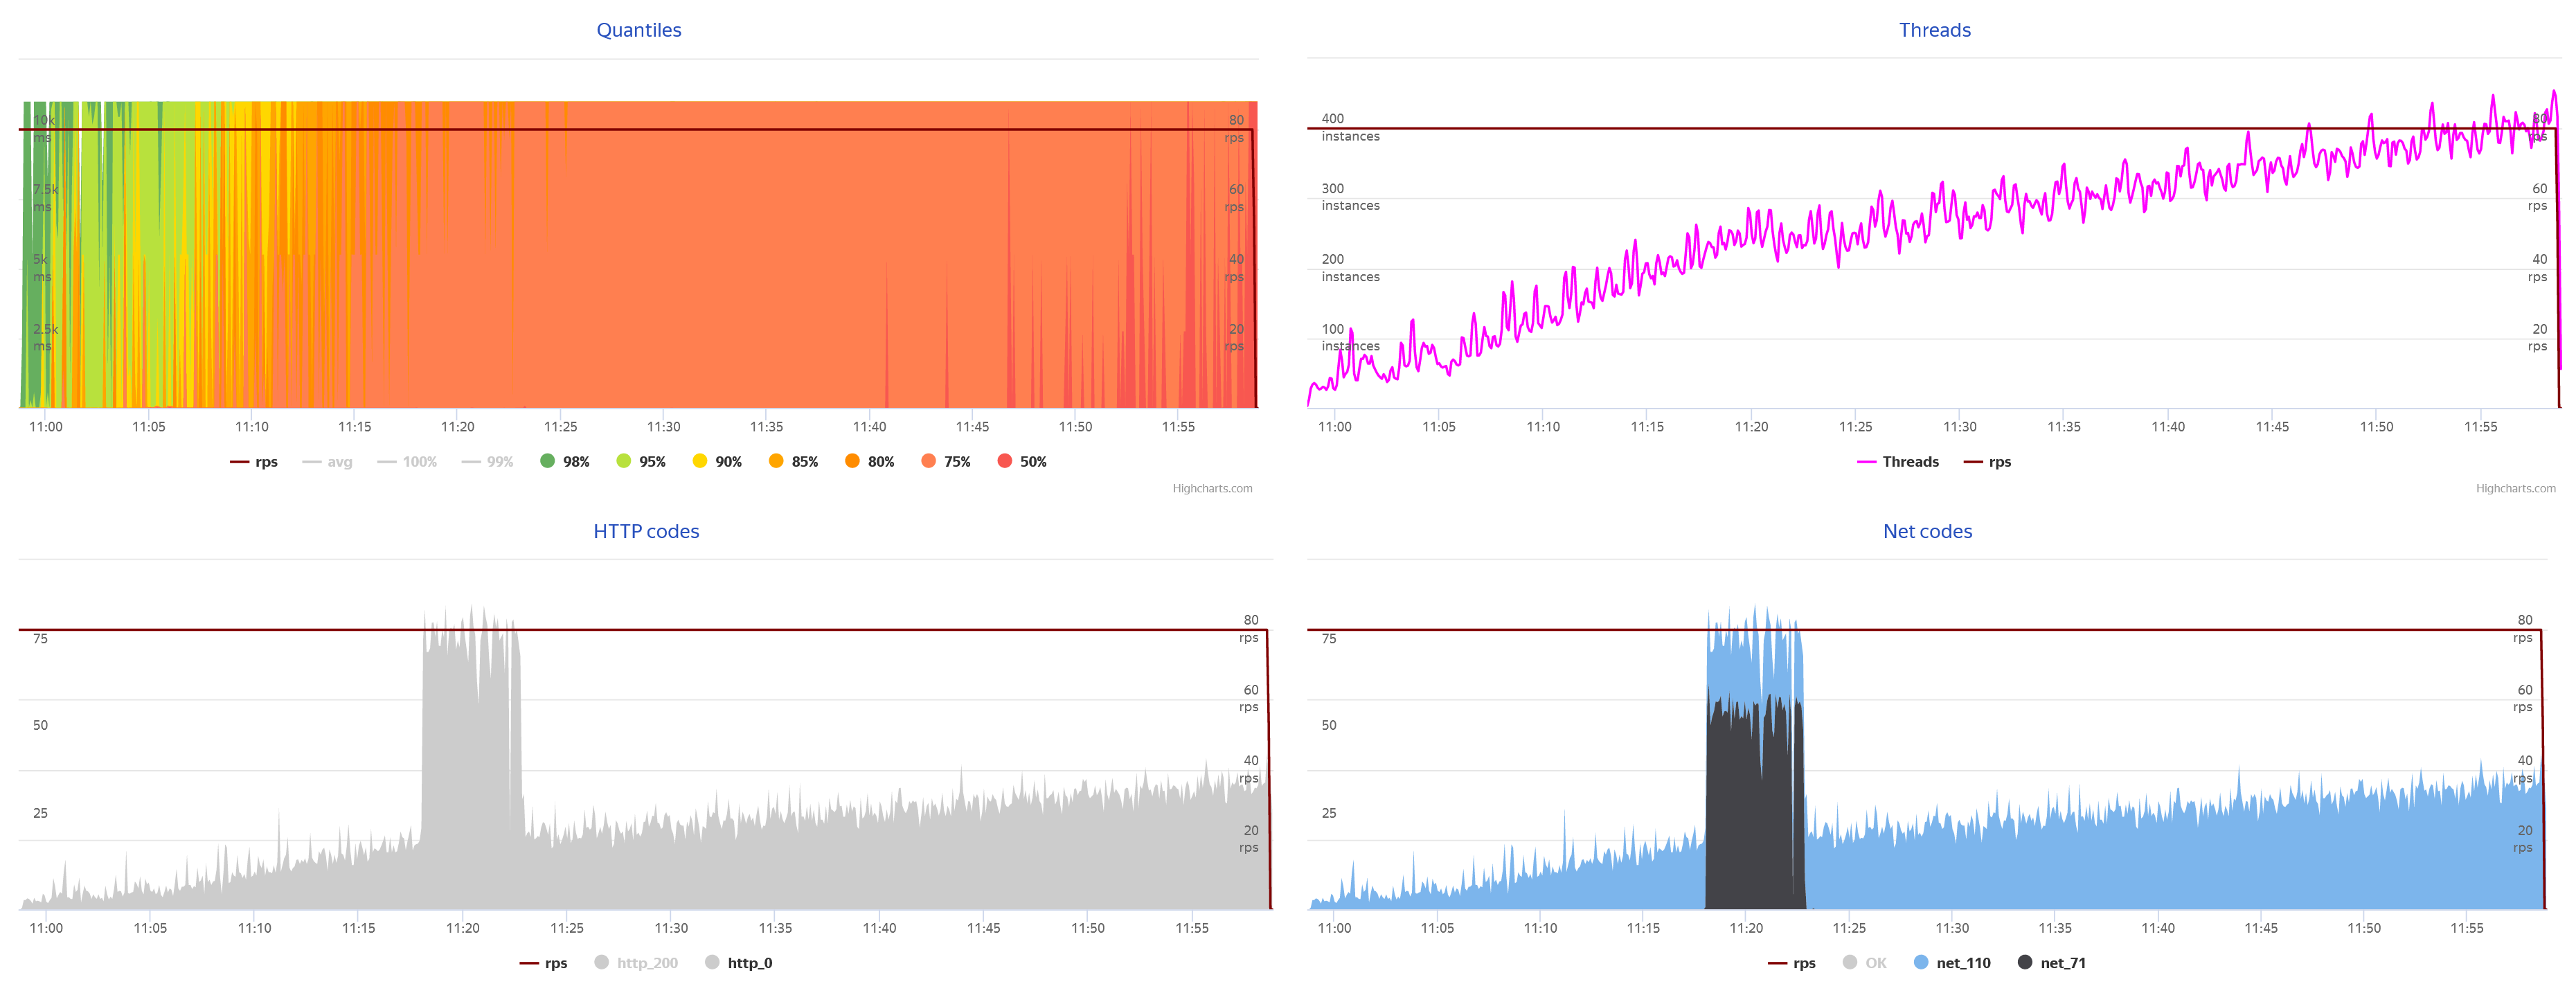 Quantiles
10k
ms
7.5k
ms
5k
ms
2.5k
ms
80
rps
60
rps
40
rps
20
rps
11:00 11:05 11:10 11:15 11:20 11:25 11:30 11:35 11:40 11:45 11:50 11:55
rps avg 100% 99% 98% 95% 90% 85% 80% 75% 50%
Highcharts.com
Threads
400
instances
300
instances
200
instances
100
instances
80
rps
60
rps
40
rps
20
rps
11:00 11:05 11:10 11:15 11:20 11:25 11:30 11:35 11:40 11:45 11:50 11:55
Threads rps
Highcharts.com
HTTP codes
75
50
25
80
rps
60
rps
40
rps
20
rps
11:00 11:05 11:10 11:15 11:20 11:25 11:30 11:35 11:40 11:45 11:50 11:55
rps http_200 http_0
Net codes
75
50
25
80
rps
60
rps
40
rps
20
rps
11:00 11:05 11:10 11:15 11:20 11:25 11:30 11:35 11:40 11:45 11:50 11:55
rps OK net_110 net_71